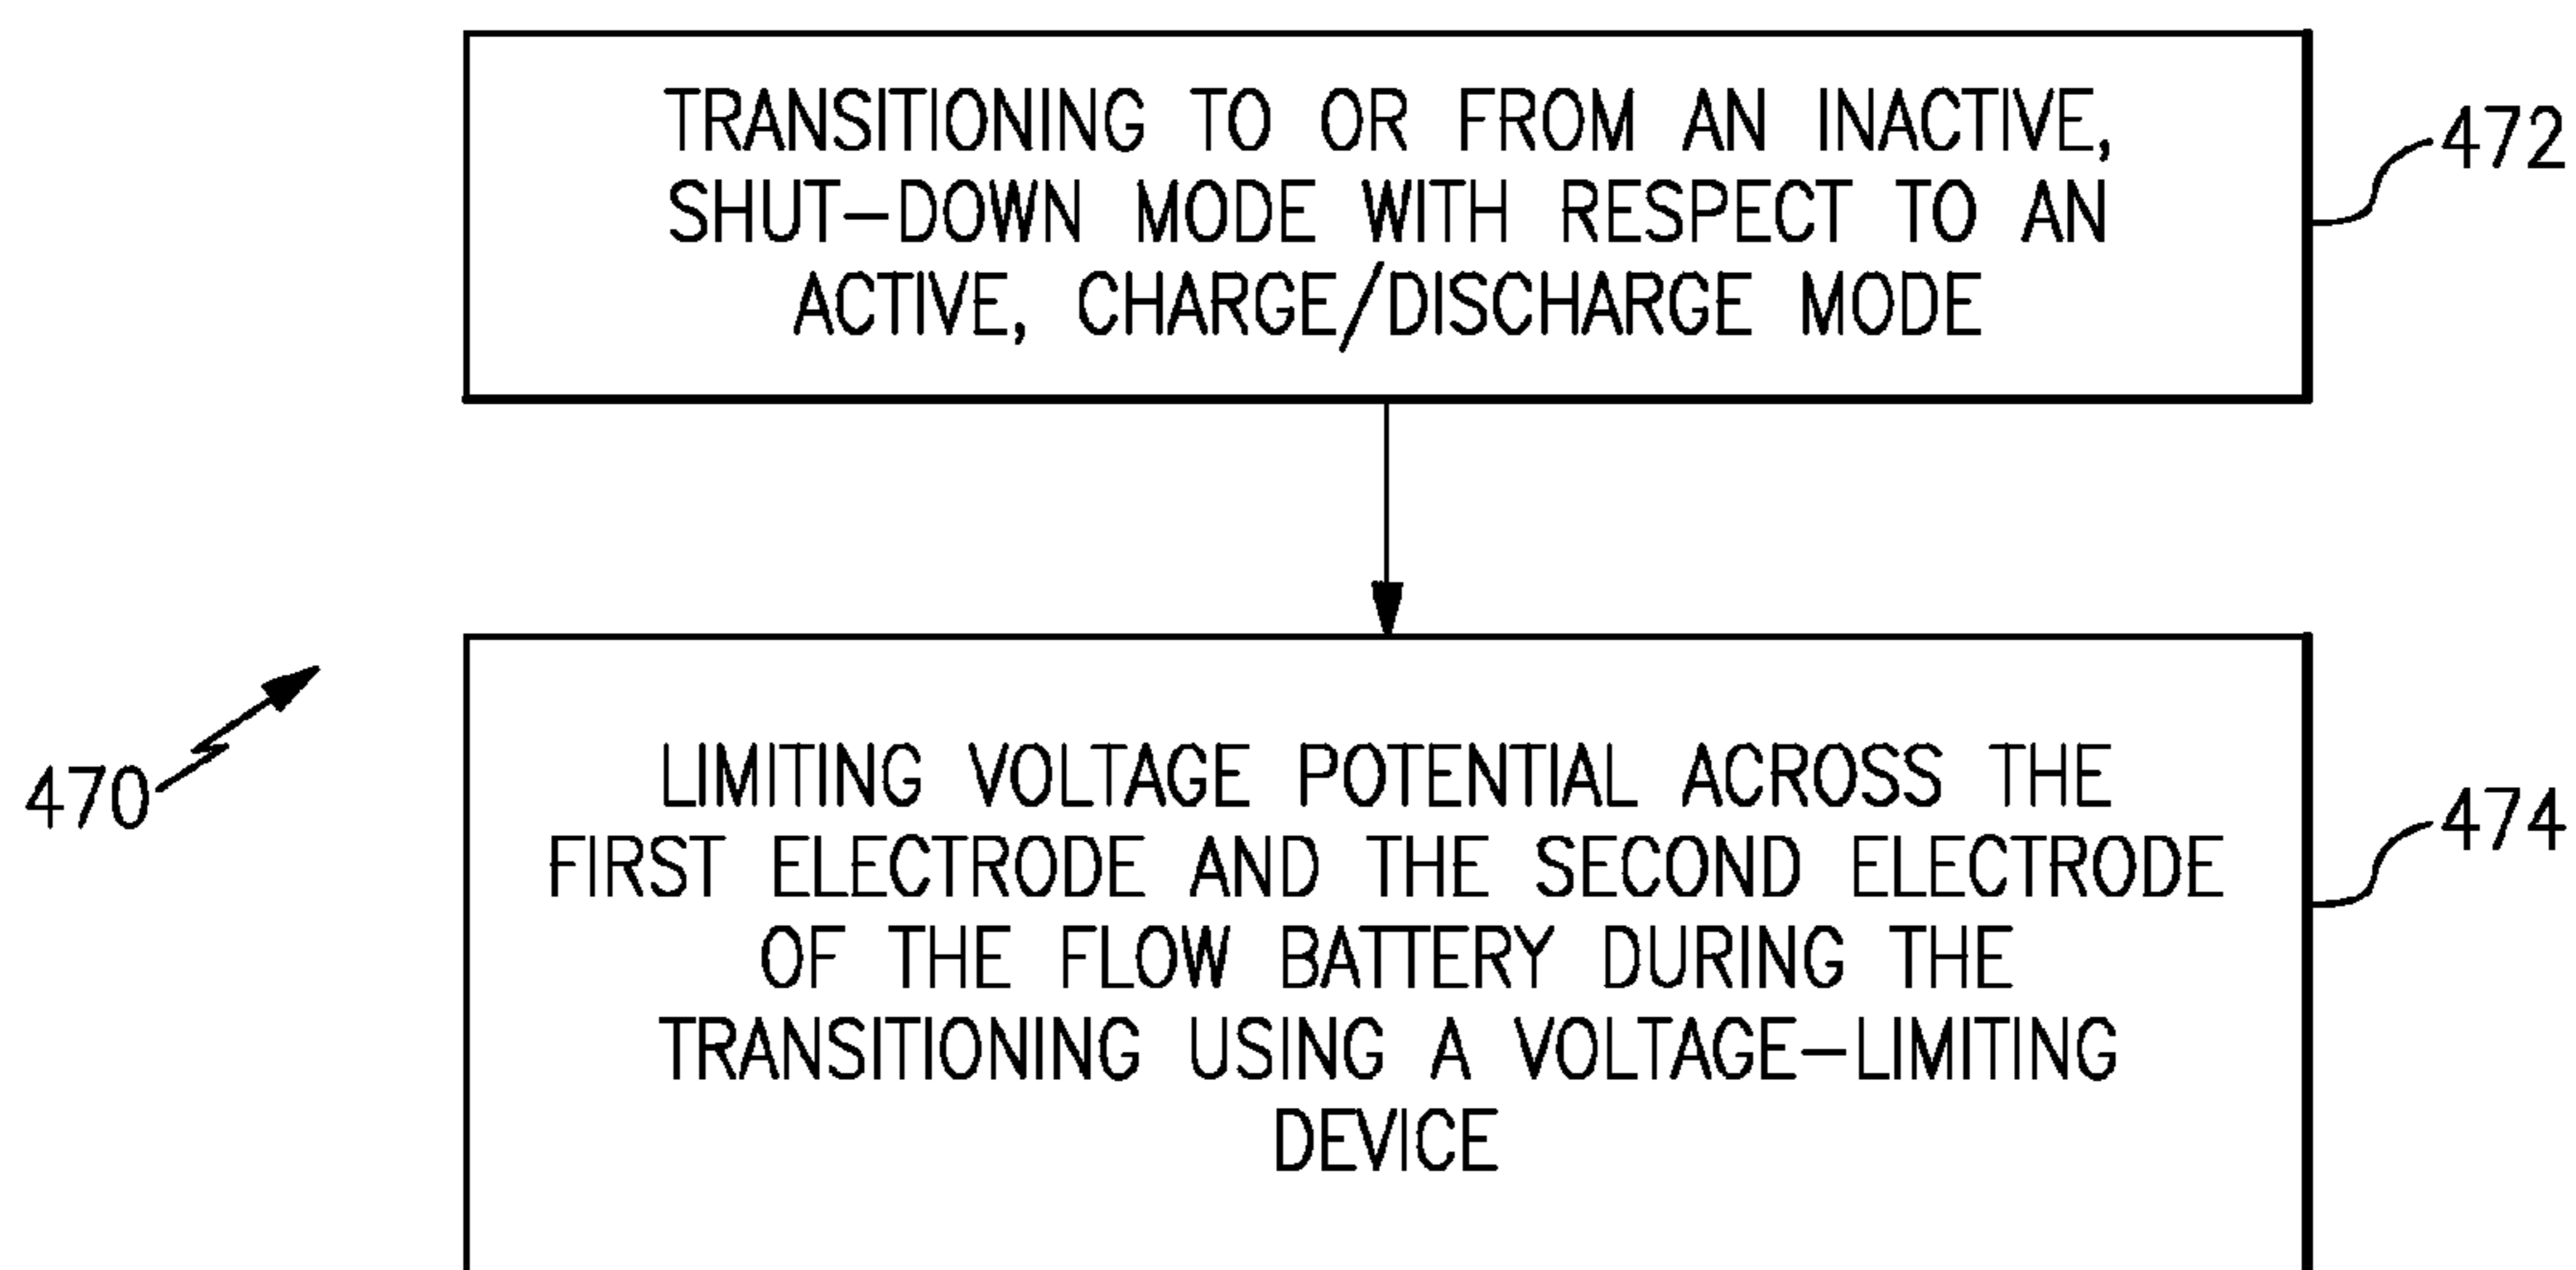 TRANSITIONING TO OR FROM AN INACTIVE,
SHUT-DOWN MODE WITH RESPECT TO AN
ACTIVE, CHARGE/DISCHARGE MODE
472
LIMITING VOLTAGE POTENTIAL ACROSS THE
FIRST ELECTRODE AND THE SECOND ELECTRODE
OF THE FLOW BATTERY DURING THE
TRANSITIONING USING A VOLTAGE-LIMITING
DEVICE
474
470